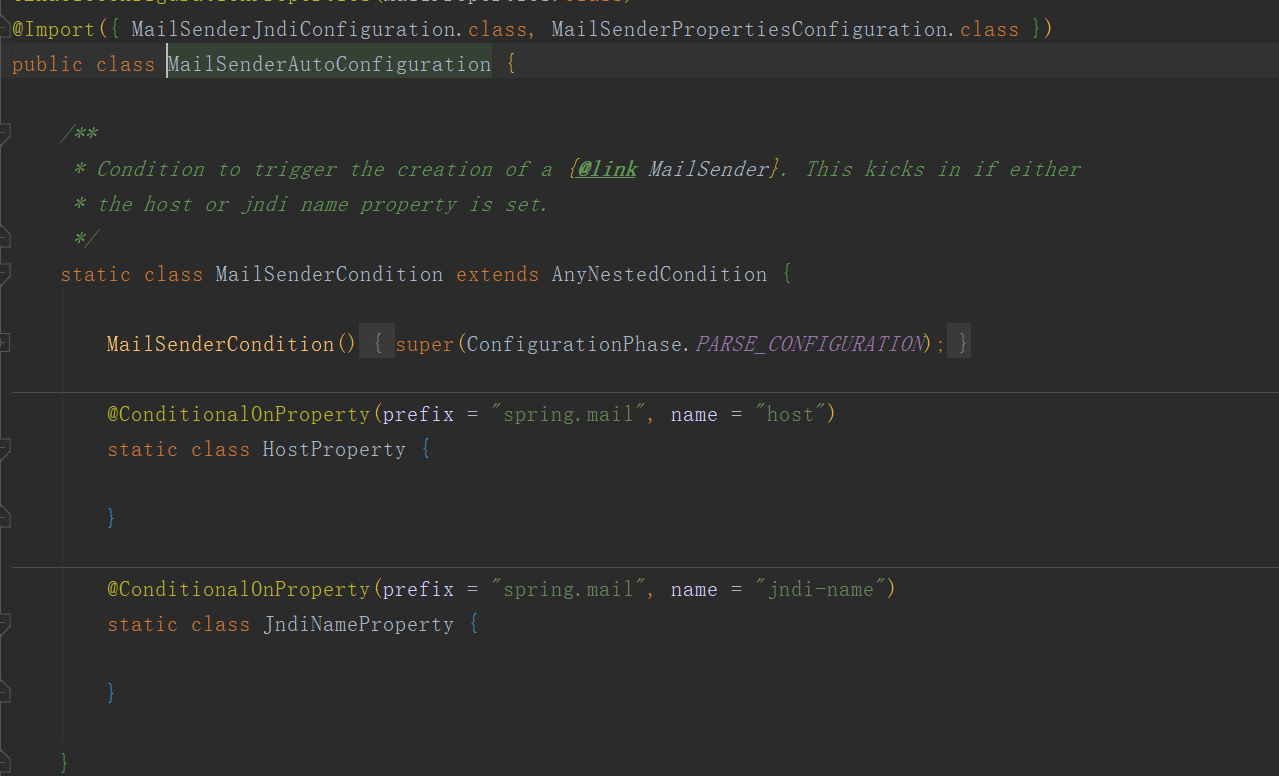 @Import({ MailSenderJndiConfiguration.class, MailSenderPropertiesConfiguration.class })
public class MailSenderAutoConfiguration {
/**
* Condition to trigger the creation of a {@link MailSender}. This kicks in if either
* the host or jndi name property is set.
*/
static class MailSenderCondition extends AnyNestedCondition {
MailSenderCondition() { super(ConfigurationPhase.PARSE_CONFIGURATION); }
@ConditionalOnProperty(prefix = "spring.mail", name = "host")
static class HostProperty {
}
@ConditionalOnProperty(prefix = "spring.mail", name = "jndi-name")
static class JndiNameProperty {
}
}